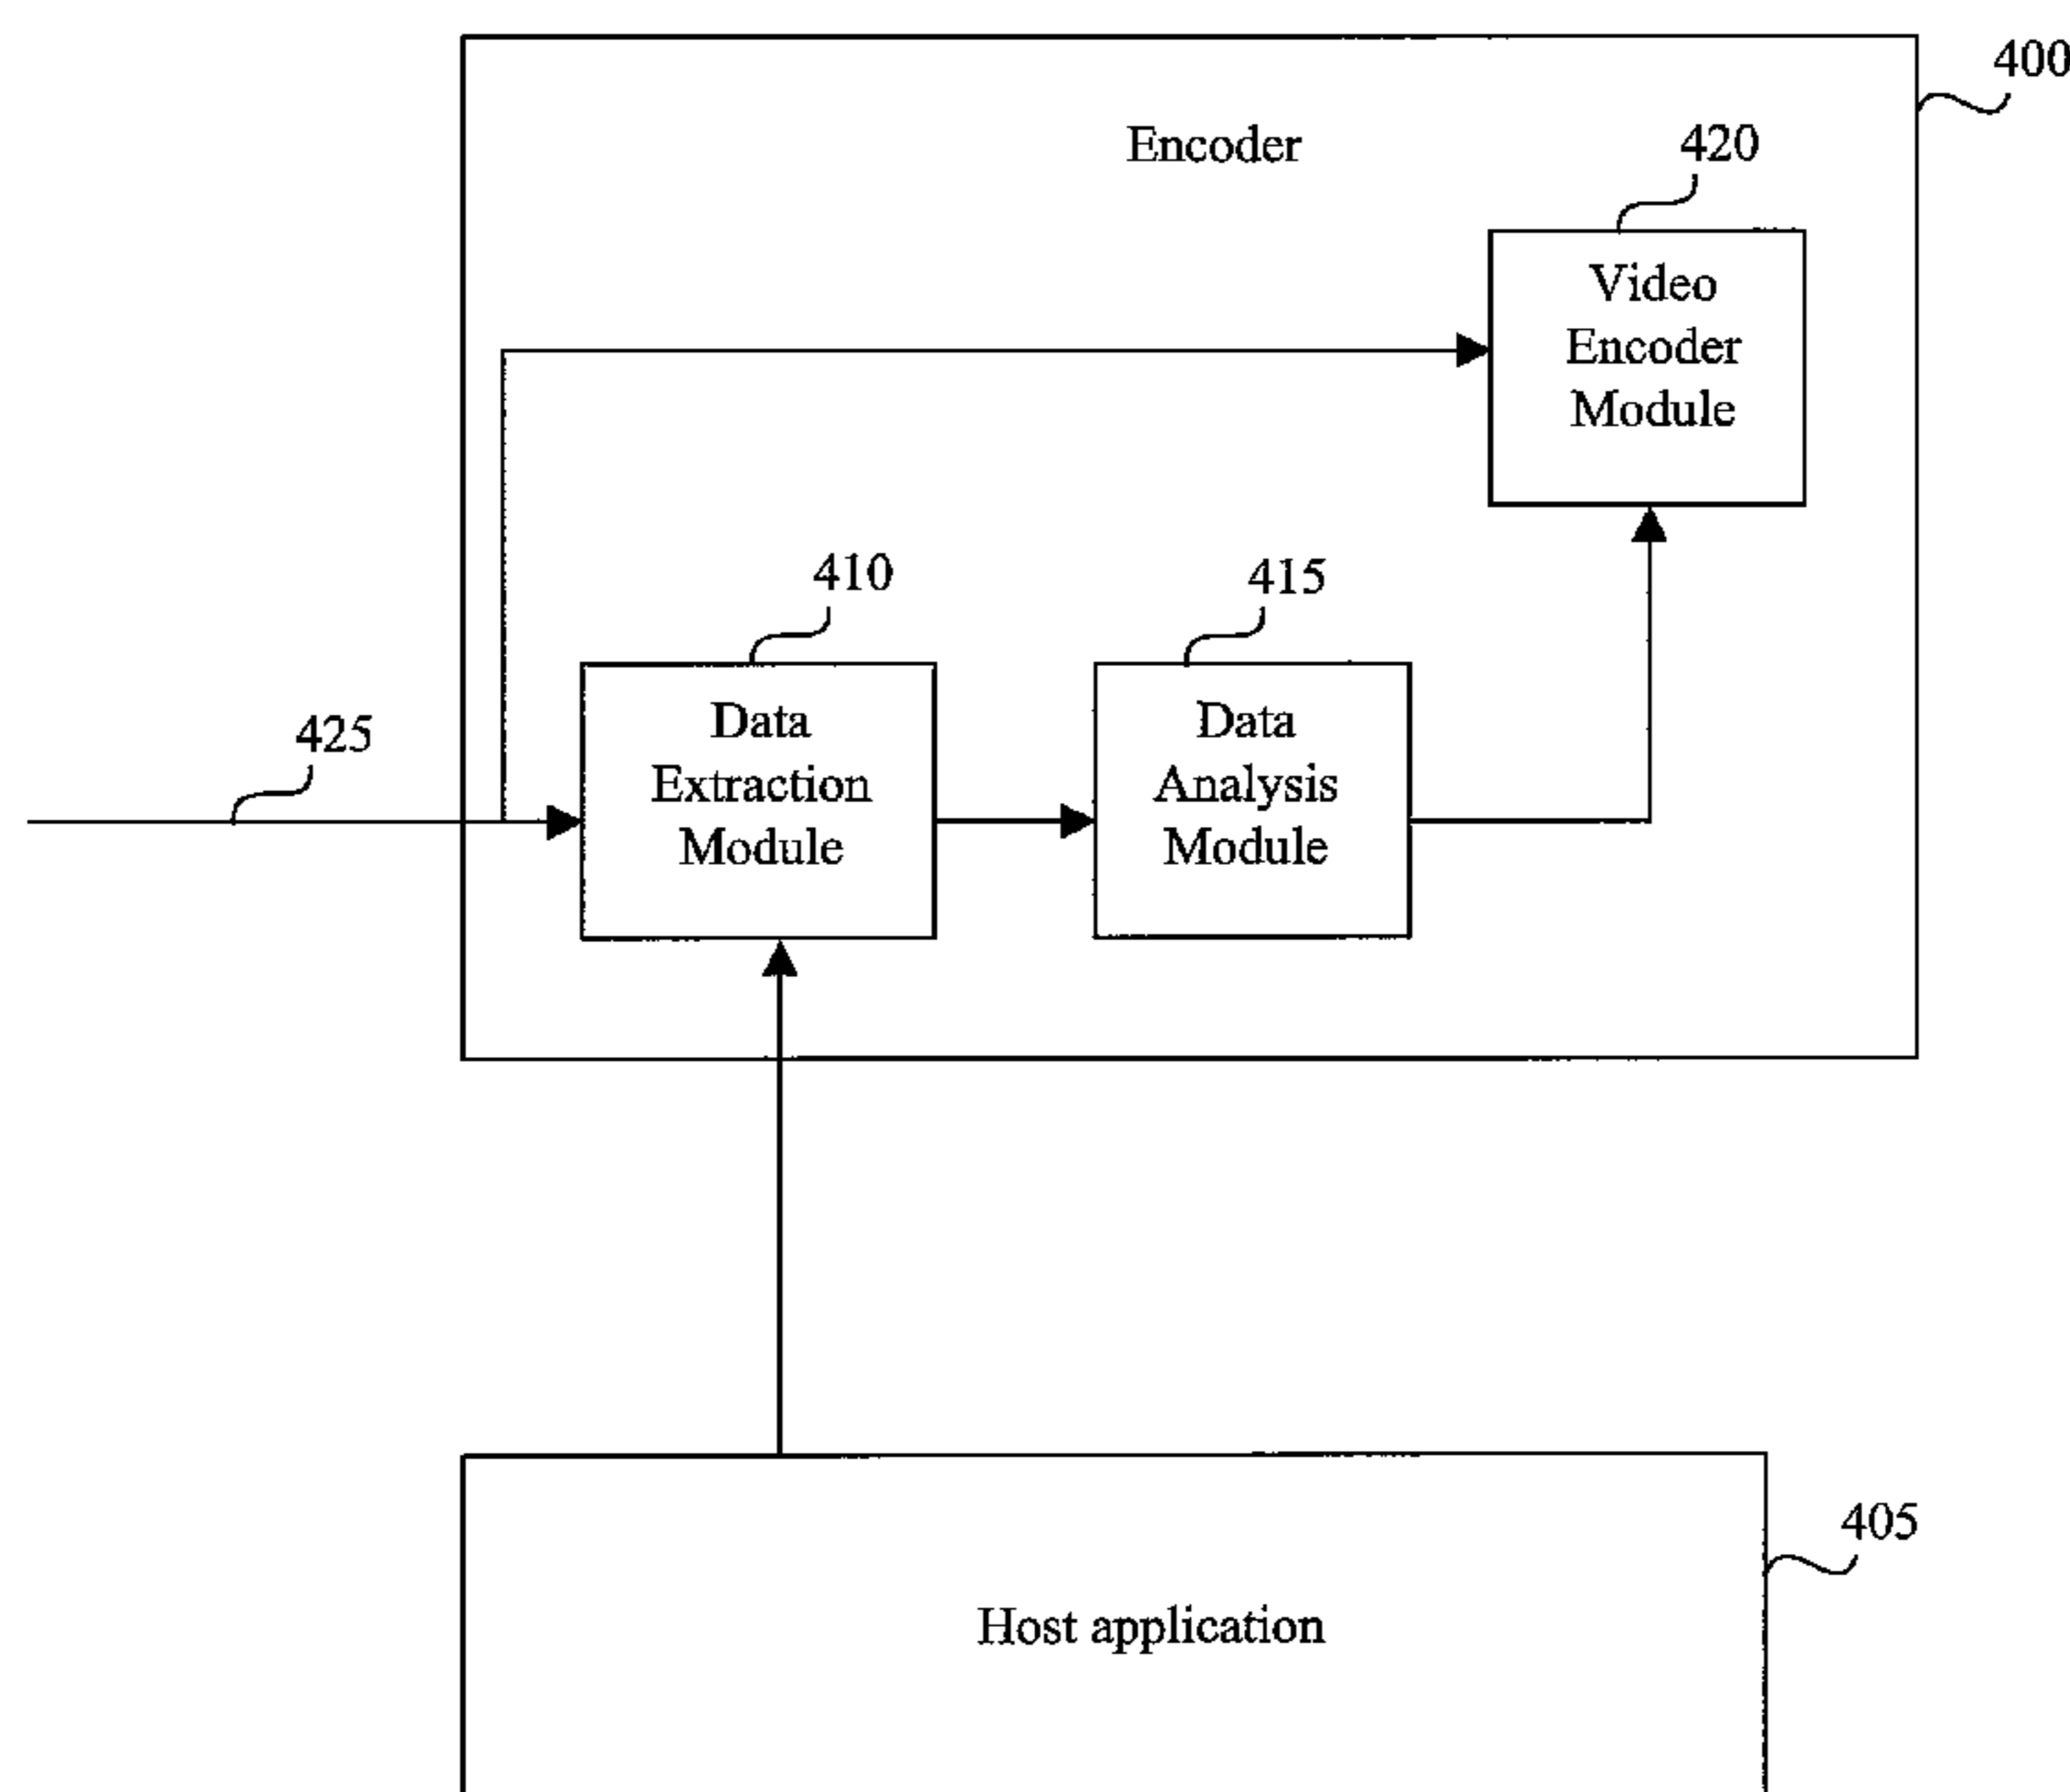 400
Encoder
420
Video
Encoder
Module
410
415
425
Data
Extraction
Module
Data
Analysis
Module
405
Host application